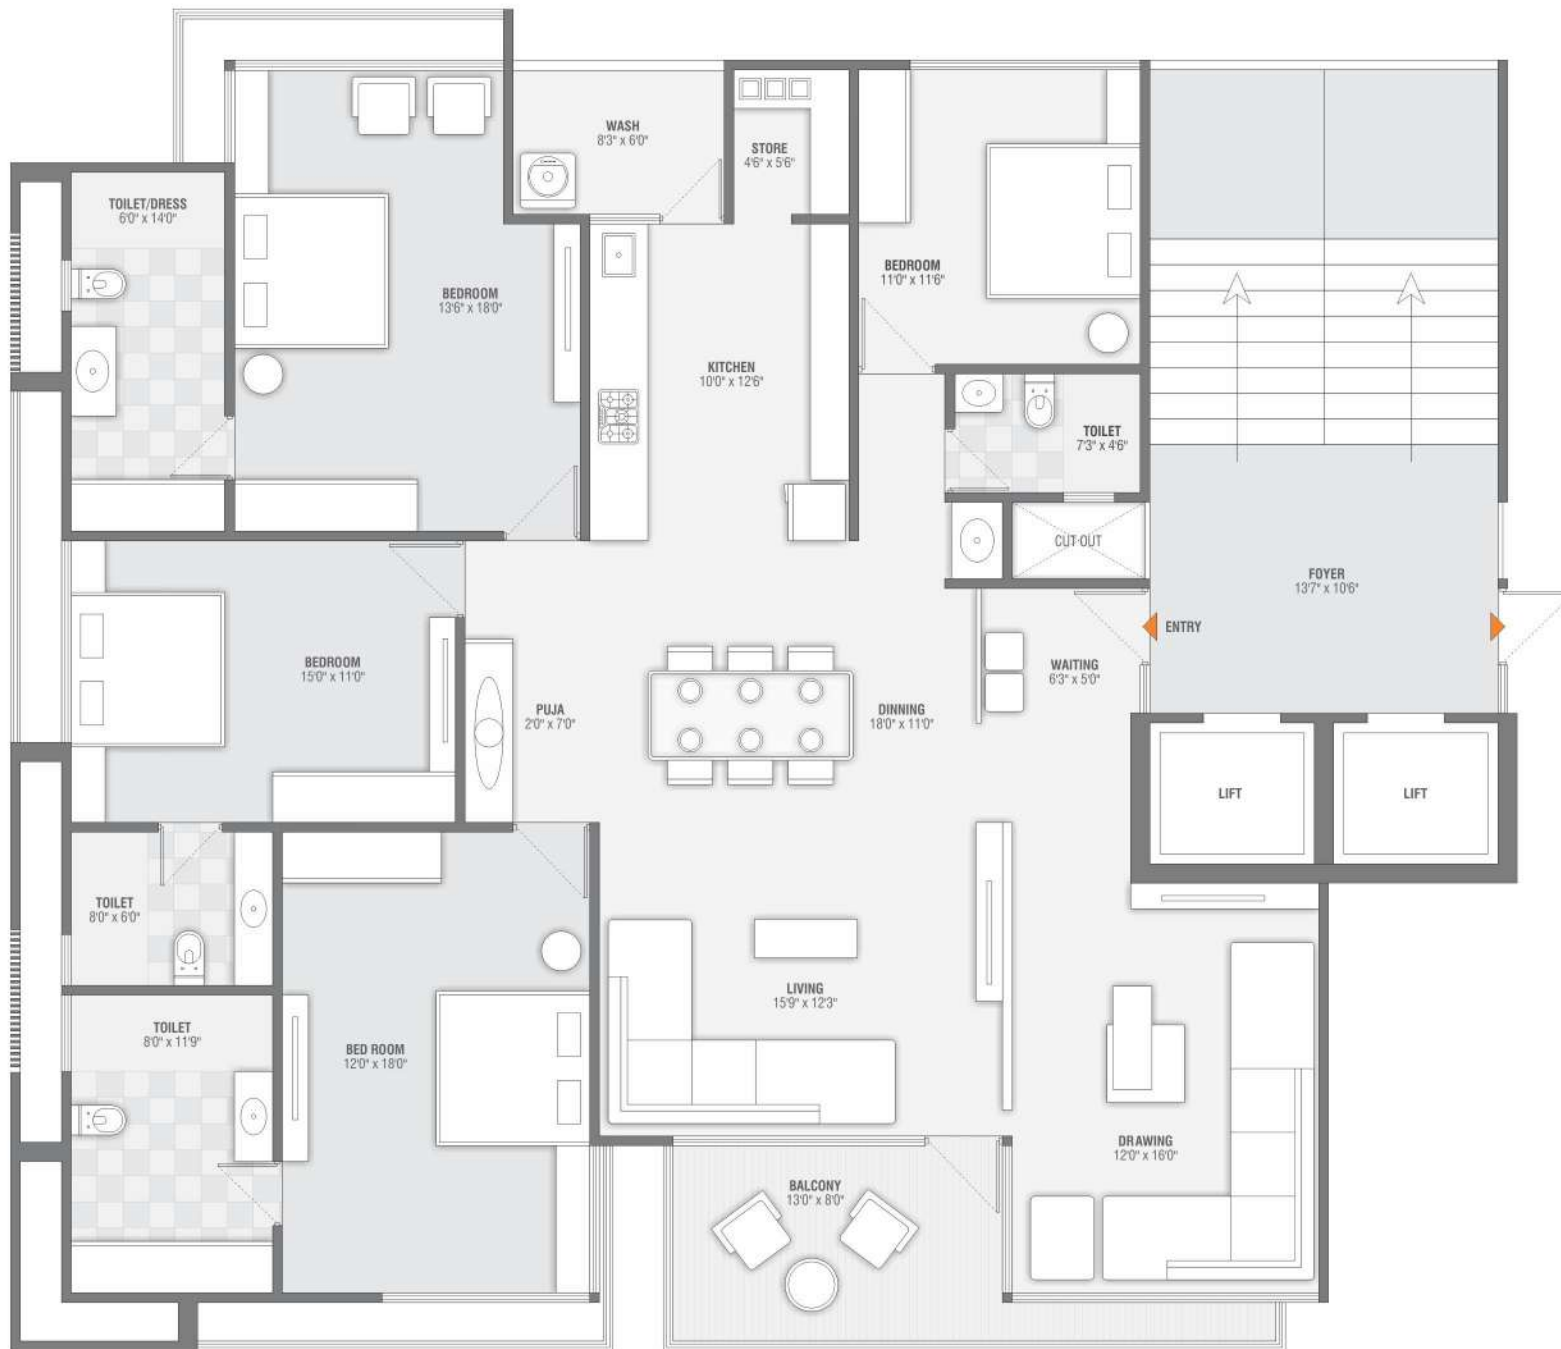 WASH
8'3" x 6'0"
STORE
4'6" x 5'6"
TOILET/DRESS
6'0" x 14'0"
BEDROOM
13'6" x 18'0"
BEDROOM
11'0" x 11'6"
KITCHEN
10'0" x 12'6"
TOILET
7'3" x 4'6"
CUT-OUT
FOYER
13'7" x 10'6"
ENTRY
BEDROOM
15'0" x 11'0"
WAITING
6'3" x 5'0"
PUJA
2'0" x 7'0"
DINNING
18'0" x 11'0"
LIFT
LIFT
TOILET
8'0" x 6'0"
LIVING
15'9" x 12'3"
TOILET
8'0" x 11'9"
BED ROOM
12'0" x 18'0"
DRAWING
12'0" x 16'0"
BALCONY
13'0" x 8'0"